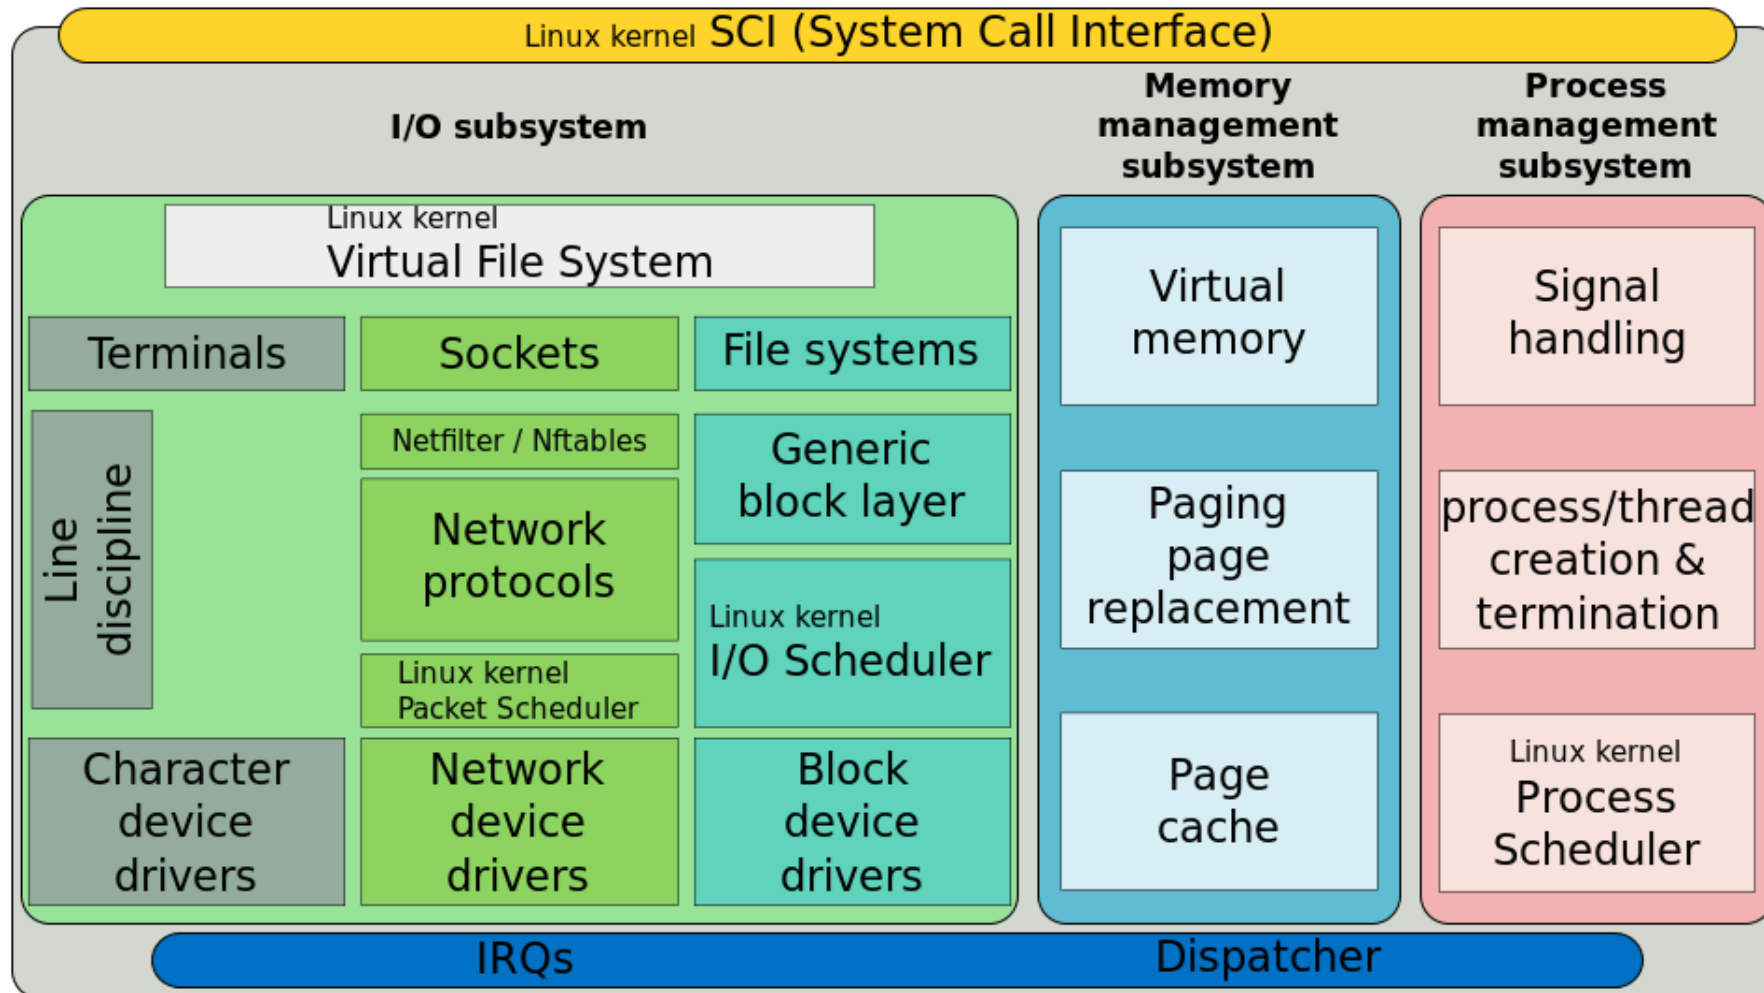 Linux kernel SCI (System Call Interface)
I/O subsystem
Memory
management
subsystem
Process
management
subsystem
Linux kernel
Virtual File System
Terminals
Sockets
File systems
Line
discipline
Netfilter / Nftables
Network
protocols
Linux kernel
Packet Scheduler
Generic
block layer
Linux kernel
I/O Scheduler
Character
device
drivers
Network
device
drivers
Block
device
drivers
Virtual
memory
Paging
page
replacement
Page
cache
Signal
handling
process/thread
creation &
termination
Linux kernel
Process
Scheduler
IRQs
Dispatcher